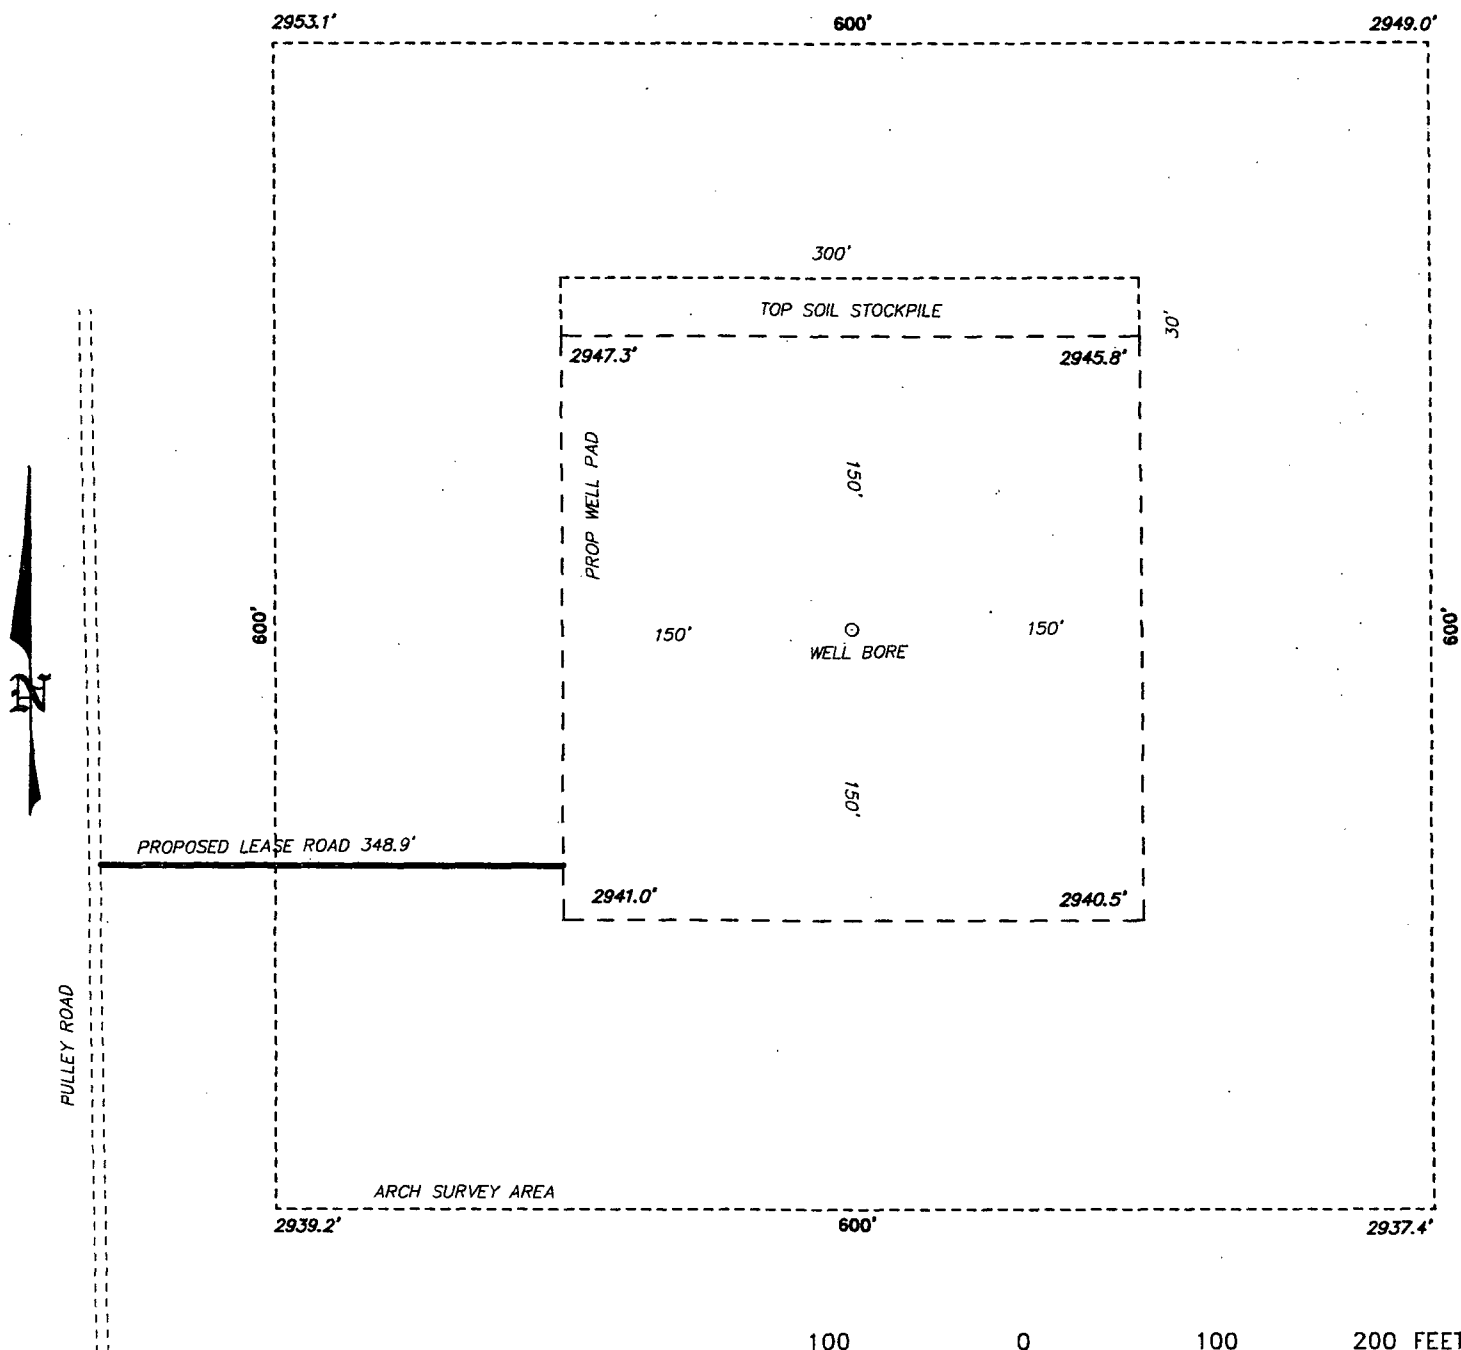 2953.1' 600' 2949.0'
300'
TOP SOIL STOCKPILE
30'
2947.3' 2945.8'
PROP WELL PAD
150'
600'
150'
WELL BORE
150'
600'
N
150'
PROPOSED LEASE ROAD 348.9'
2941.0' 2940.5'
PULLEY ROAD
ARCH SURVEY AREA
2939.2' 600' 2937.4'
100 0 100 200 FEET